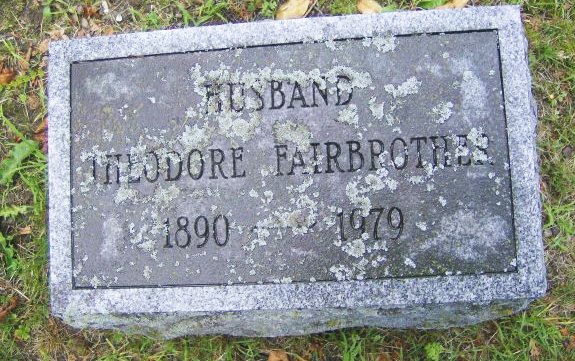 HUSBAND
THEODORE FAIRBROTHER
1890 — 1979